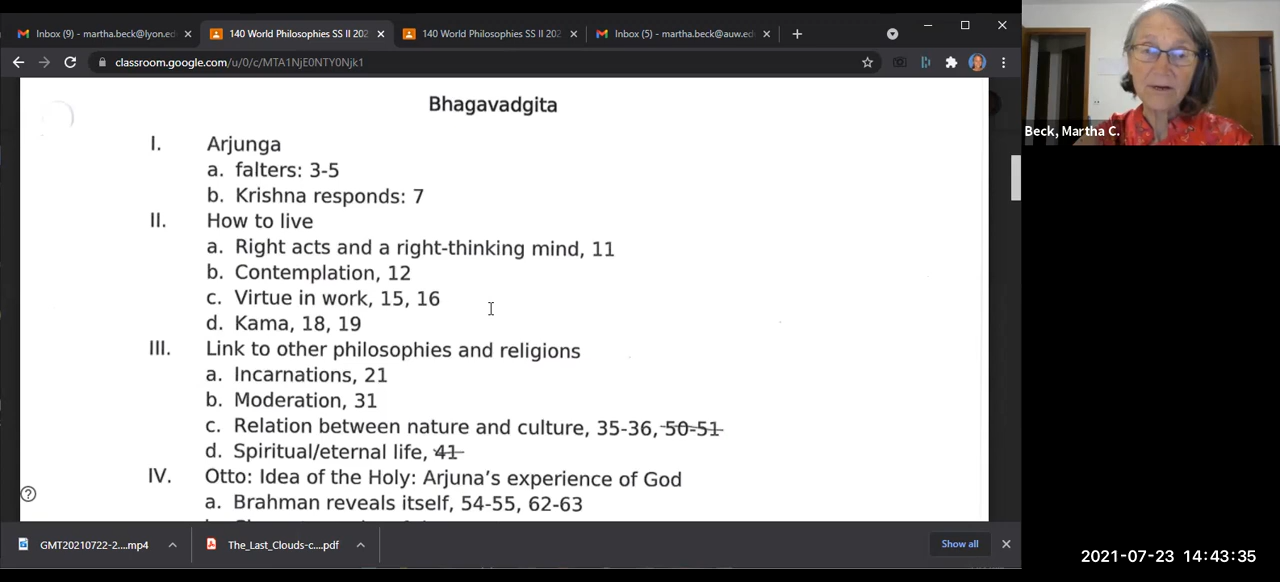 Inbox (9) - martha.beck@lyon.ed
140 World Philosophies SS II 202
140 World Philosophies SS II 202
Inbox (5) - martha.beck@auw.ed
classroom.google.com/u/0/c/MTA1NjE0NTY0Njk1
Beck, Martha C.
Bhagavadgita
I. Arjunga
a. falters: 3-5
b. Krishna responds: 7
II. How to live
a. Right acts and a right-thinking mind, 11
b. Contemplation, 12
c. Virtue in work, 15, 16
d. Kama, 18, 19
III. Link to other philosophies and religions
a. Incarnations, 21
b. Moderation, 31
c. Relation between nature and culture, 35-36, 50-51
d. Spiritual/eternal life, 41
IV. Otto: Idea of the Holy: Arjuna's experience of God
a. Brahman reveals itself, 54-55, 62-63
GMT20210722-2....mp4
The_Last_Clouds-c....pdf
Show all
2021-07-23 14:43:35